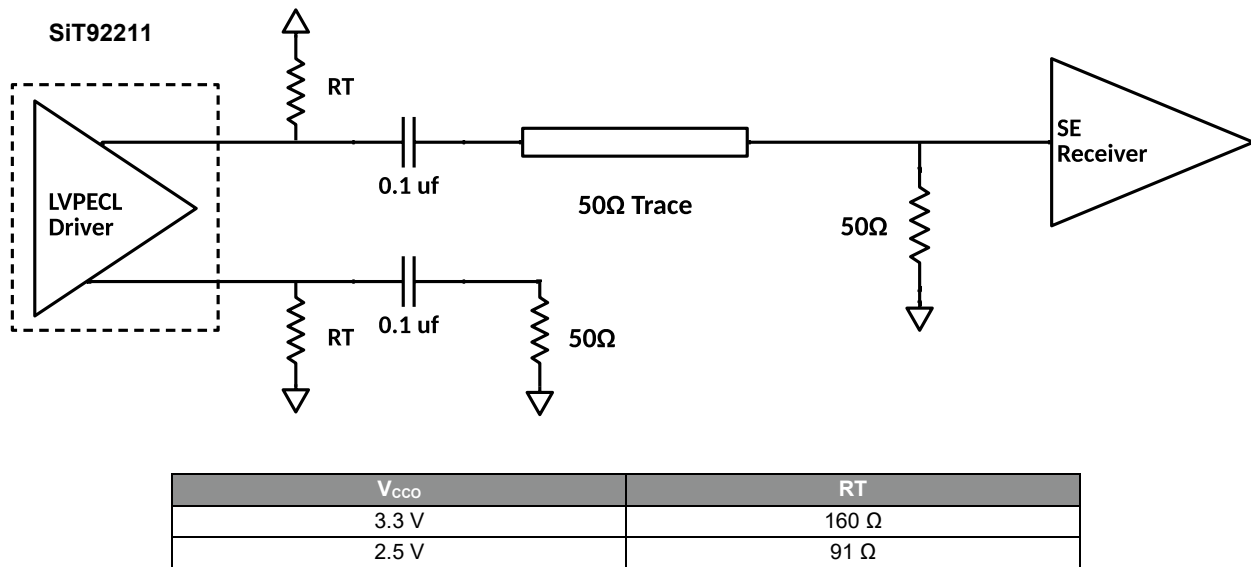 SiT92211
RT
LVPECL
Driver
0.1 uf
50Ω Trace
SE
Receiver
50Ω
RT
0.1 uf
50Ω
VCCO RT
3.3 V 160 Ω
2.5 V 91 Ω